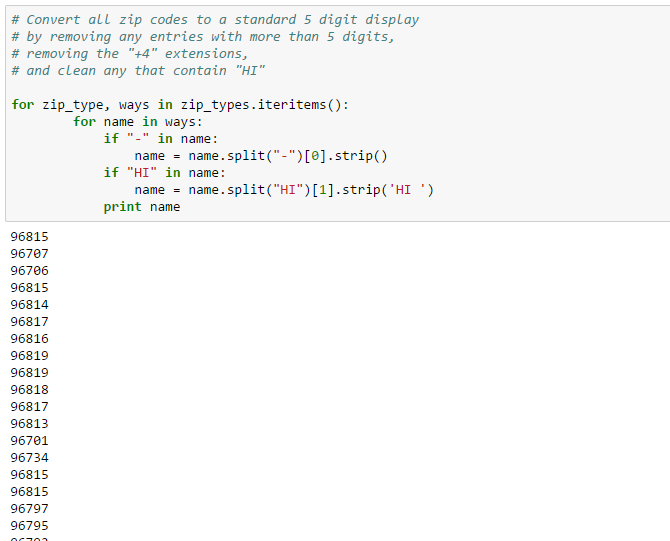 # Convert all zip codes to a standard 5 digit display
# by removing any entries with more than 5 digits,
# removing the "+4" extensions,
# and clean any that contain "HI"
for zip_type, ways in zip_types.iteritems():
for name in ways:
if "-" in name:
name = name.split("-")[0].strip()
if "HI" in name:
name = name.split("HI")[1].strip('HI ')
print name
96815
96707
96706
96815
96814
96817
96816
96819
96819
96818
96817
96813
96701
96734
96815
96815
96797
96795